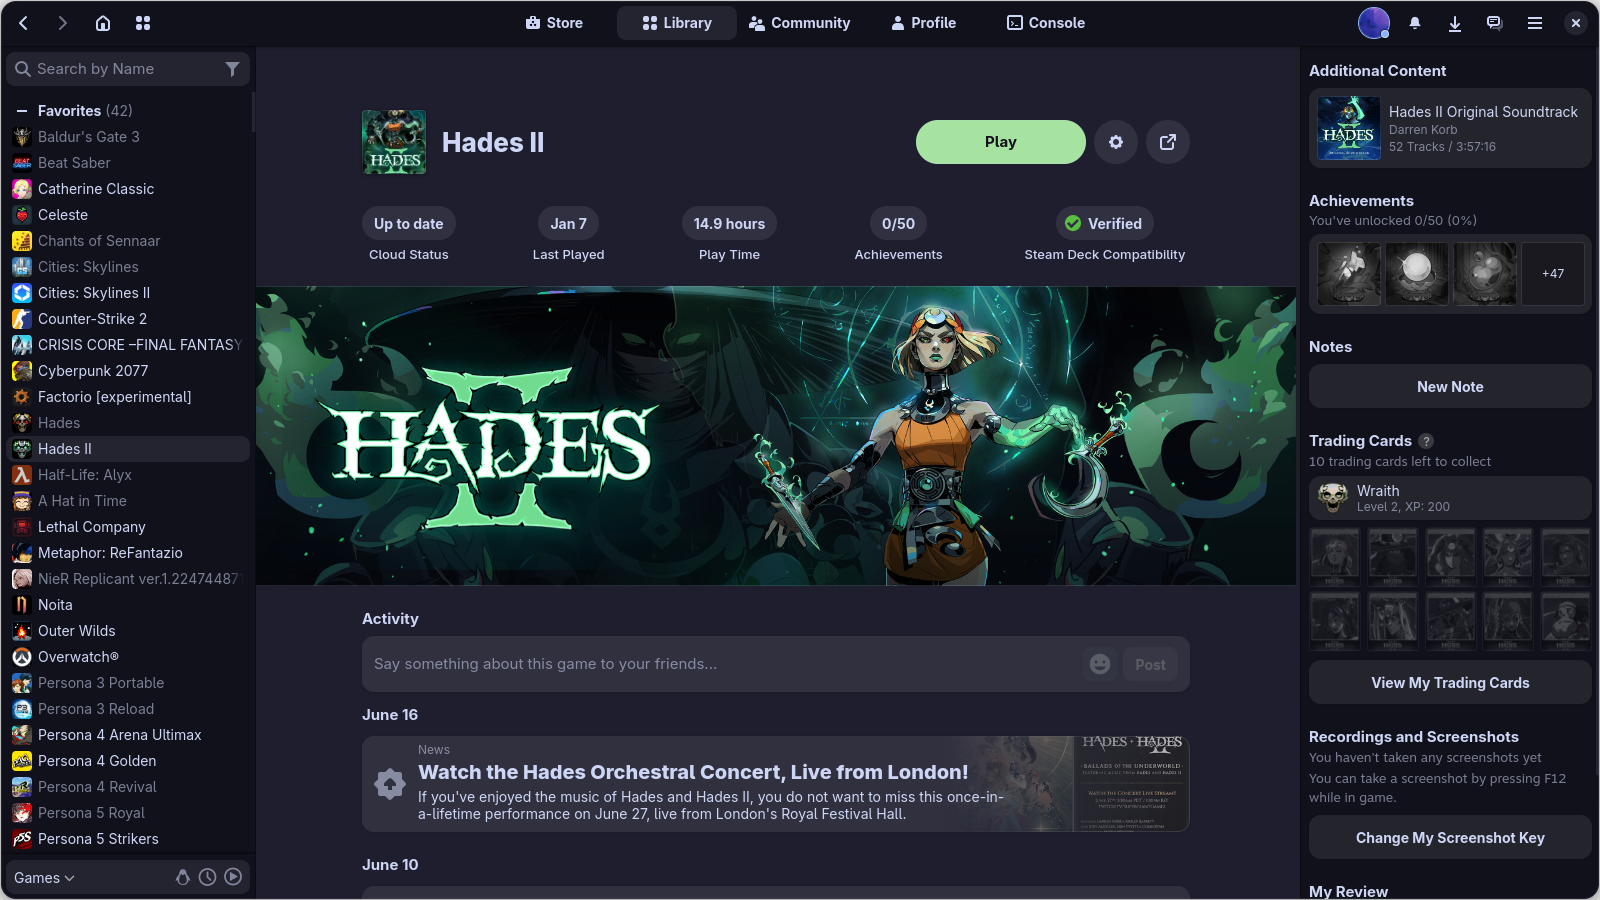 Store
Library
Community
Profile
Console
Search by Name
Favorites (42)
Baldur's Gate 3
Beat Saber
Catherine Classic
Celeste
Chants of Sennaar
Cities: Skylines
Cities: Skylines II
Counter-Strike 2
CRISIS CORE –FINAL FANTASY
Cyberpunk 2077
Factorio [experimental]
Hades
Hades II
Half-Life: Alyx
A Hat in Time
Lethal Company
Metaphor: ReFantazio
NieR Replicant ver.1.22474487
Noita
Outer Wilds
Overwatch®
Persona 3 Portable
Persona 3 Reload
Persona 4 Arena Ultimax
Persona 4 Golden
Persona 4 Revival
Persona 5 Royal
Persona 5 Strikers
Games
HADES
Hades II
Play
Up to date
Cloud Status
Jan 7
Last Played
14.9 hours
Play Time
0/50
Achievements
Verified
Steam Deck Compatibility
HADES
II
Activity
Say something about this game to your friends...
Post
June 16
News
Watch the Hades Orchestral Concert, Live from London!
If you've enjoyed the music of Hades and Hades II, you do not want to miss this once-in-
a-lifetime performance on June 27, live from London's Royal Festival Hall.
HADES · HADES
BALLADS OF THE UNDERWORLD
June 10
Additional Content
HADES
II
Hades II Original Soundtrack
Darren Korb
52 Tracks / 3:57:16
Achievements
You've unlocked 0/50 (0%)
+47
Notes
New Note
Trading Cards ?
10 trading cards left to collect
Wraith
Level 2, XP: 200
View My Trading Cards
Recordings and Screenshots
You haven't taken any screenshots yet
You can take a screenshot by pressing F12
while in game.
Change My Screenshot Key
My Review